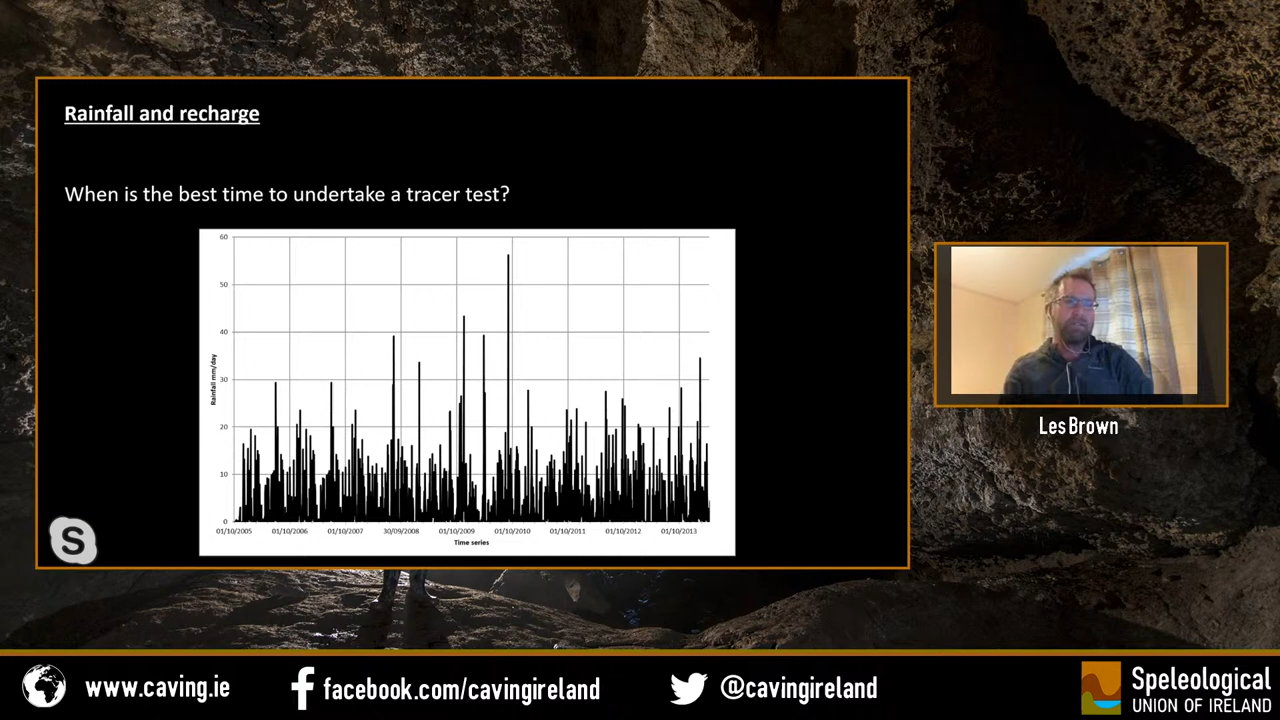 Rainfall and recharge
When is the best time to undertake a tracer test?
60
50
40
30
20
10
0
Rainfall mm/day
01/10/2005 01/10/2006 01/10/2007 30/09/2008 01/10/2009 01/10/2010 01/10/2011 01/10/2012 01/10/2013
Time series
S
Les Brown
www.caving.ie
facebook.com/cavingireland
@cavingireland
Speleological
UNION OF IRELAND